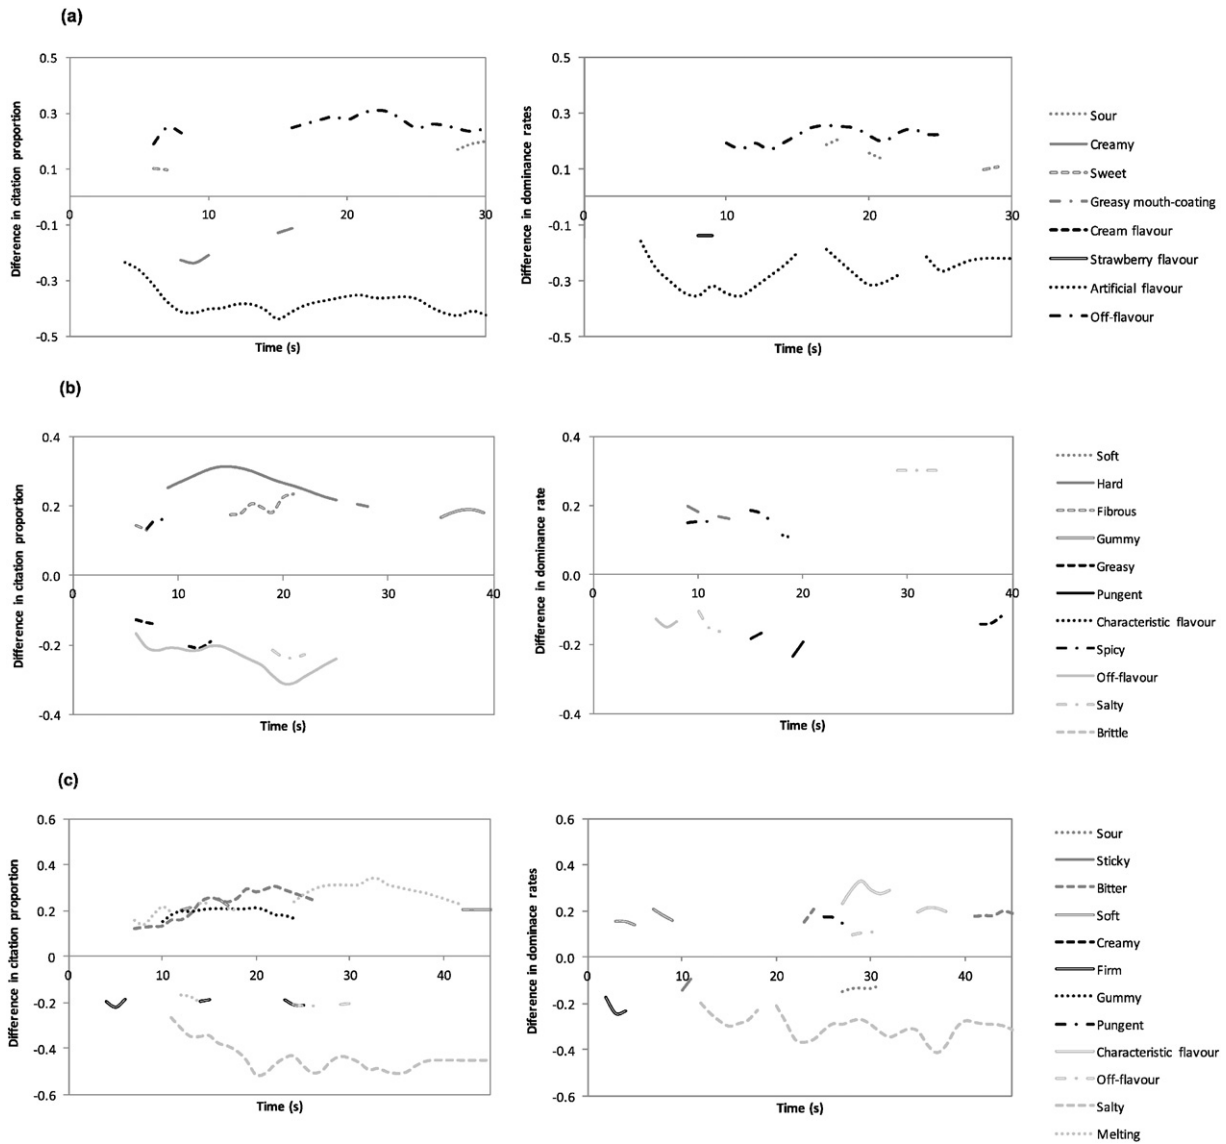 (a)
Diference in citation proportion
0.5
0.3
0.1
-0.1
-0.3
-0.5
0
10
20
30
Time (s)
Difference in dominance rates
0.5
0.3
0.1
-0.1
-0.3
-0.5
0
10
20
30
Time (s)
Sour
Creamy
Sweet
Greasy mouth-coating
Cream flavour
Strawberry flavour
Artificial flavour
Off-flavour
(b)
Difference in citation proportion
0.4
0.2
0.0
-0.2
-0.4
0
10
20
30
40
Time (s)
Difference in dominance rate
0.4
0.2
0.0
-0.2
-0.4
0
10
20
30
40
Time (s)
Soft
Hard
Fibrous
Gummy
Greasy
Pungent
Characteristic flavour
Spicy
Off-flavour
Salty
Brittle
(c)
Difference in citation proportion
0.6
0.4
0.2
0
-0.2
-0.4
-0.6
0
10
20
30
40
Time (s)
Diference in dominace rates
0.6
0.4
0.2
0.0
-0.2
-0.4
-0.6
0
10
20
30
40
Time (s)
Sour
Sticky
Bitter
Soft
Creamy
Firm
Gummy
Pungent
Characteristic flavour
Off-flavour
Salty
Melting